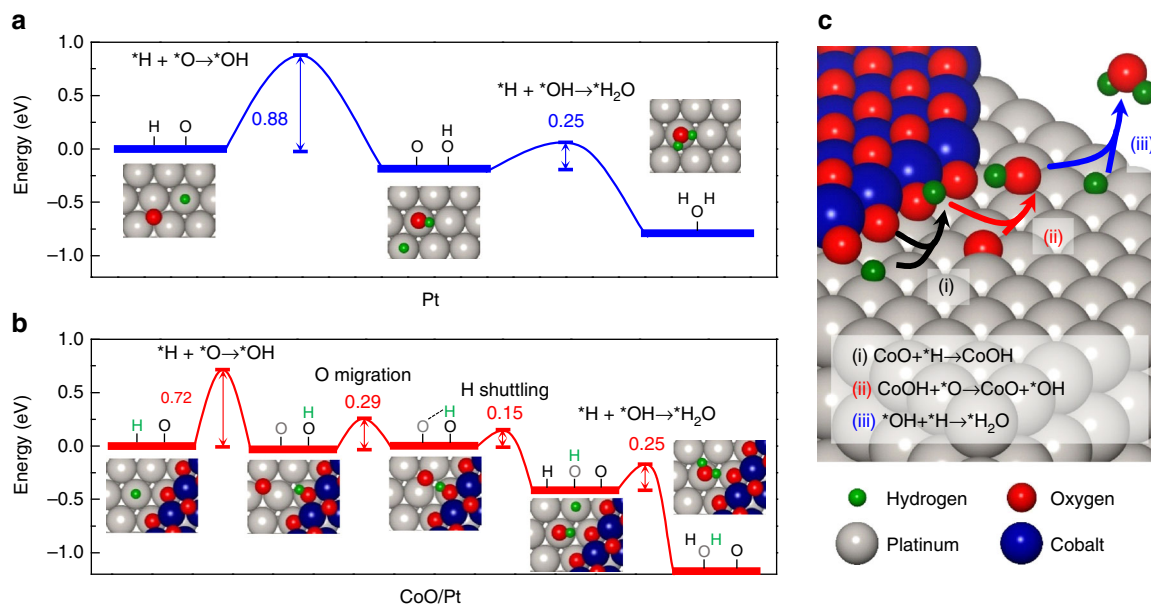 a
1.0
0.5
0.0
−0.5
−1.0
Energy (eV)
*H + *O→*OH
0.88
H O
H
O O
*H + *OH→*H2O
0.25
H H
O
Pt
b
1.0
0.5
0.0
−0.5
−1.0
Energy (eV)
*H + *O→*OH
0.72
H O
H
O O
O migration
0.29
H
O O
H shuttling
0.15
H
H O O
*H + *OH→*H2O
0.25
H H
O O
CoO/Pt
c
(iii)
(ii)
(i)
(i) CoO+*H→CoOH
(ii) CoOH+*O→CoO+*OH
(iii) *OH+*H→*H2O
Hydrogen
Oxygen
Platinum
Cobalt